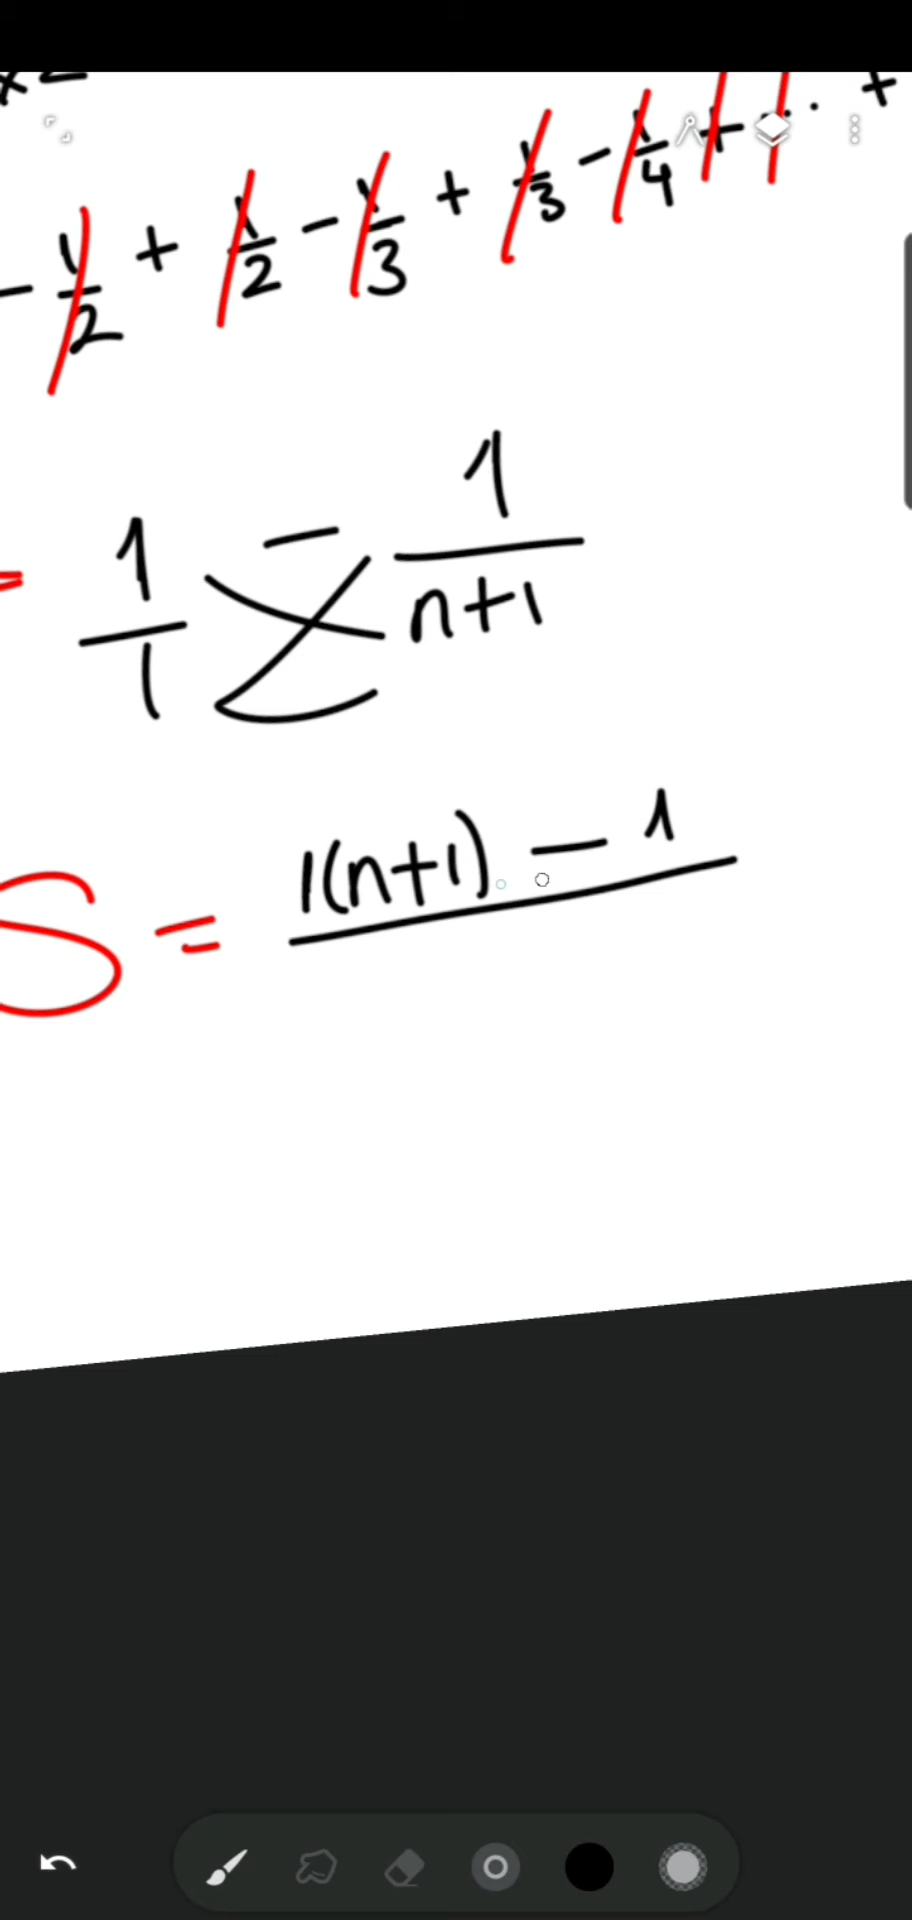 - 1/2 + 1/2 - 1/3 + 1/3 - 1/4 + . +
= 1/1 - 1/(n+1)
S = 1(n+1) - 1